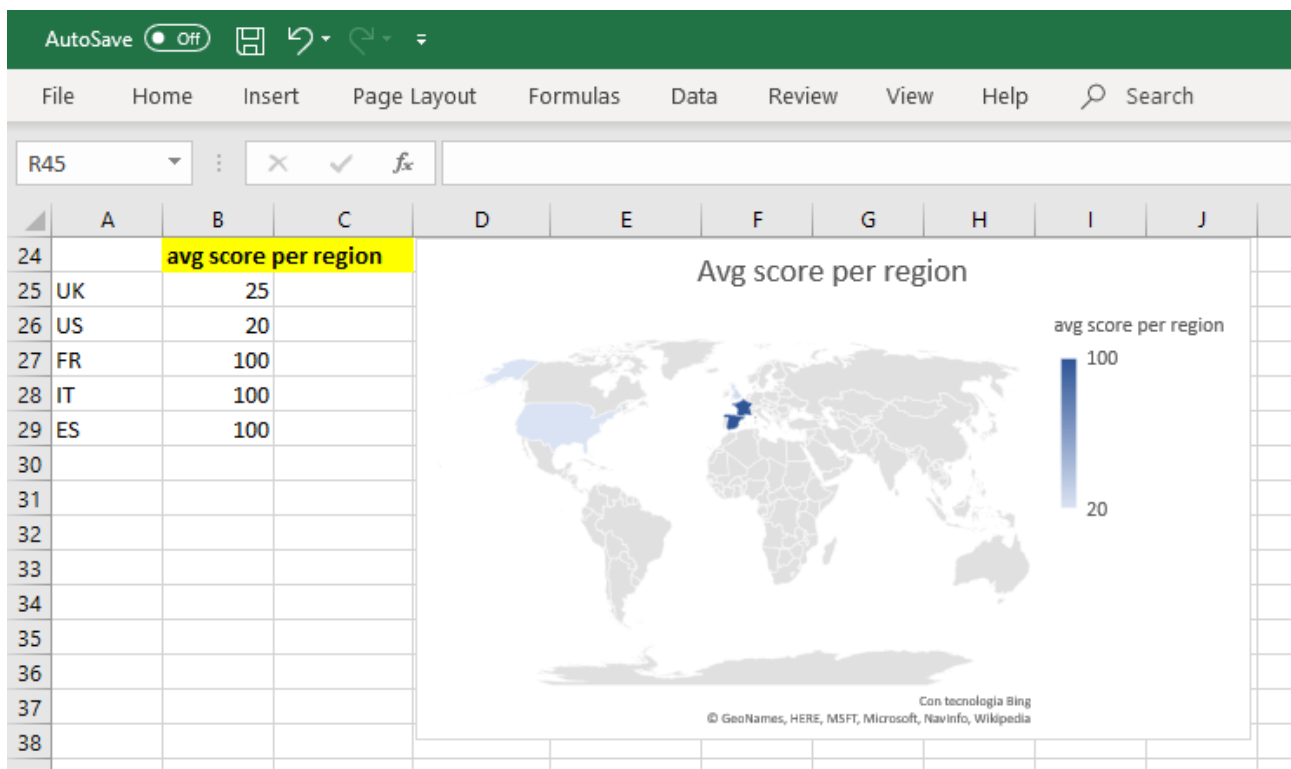 AutoSave Off
File Home Insert Page Layout Formulas Data Review View Help Search
R45 fx
A B C D E F G H I J
24 avg score per region
25 UK 25
26 US 20
27 FR 100
28 IT 100
29 ES 100
30
31
32
33
34
35
36
37
38
Avg score per region
avg score per region
100
20
Con tecnologia Bing
© GeoNames, HERE, MSFT, Microsoft, NavInfo, Wikipedia